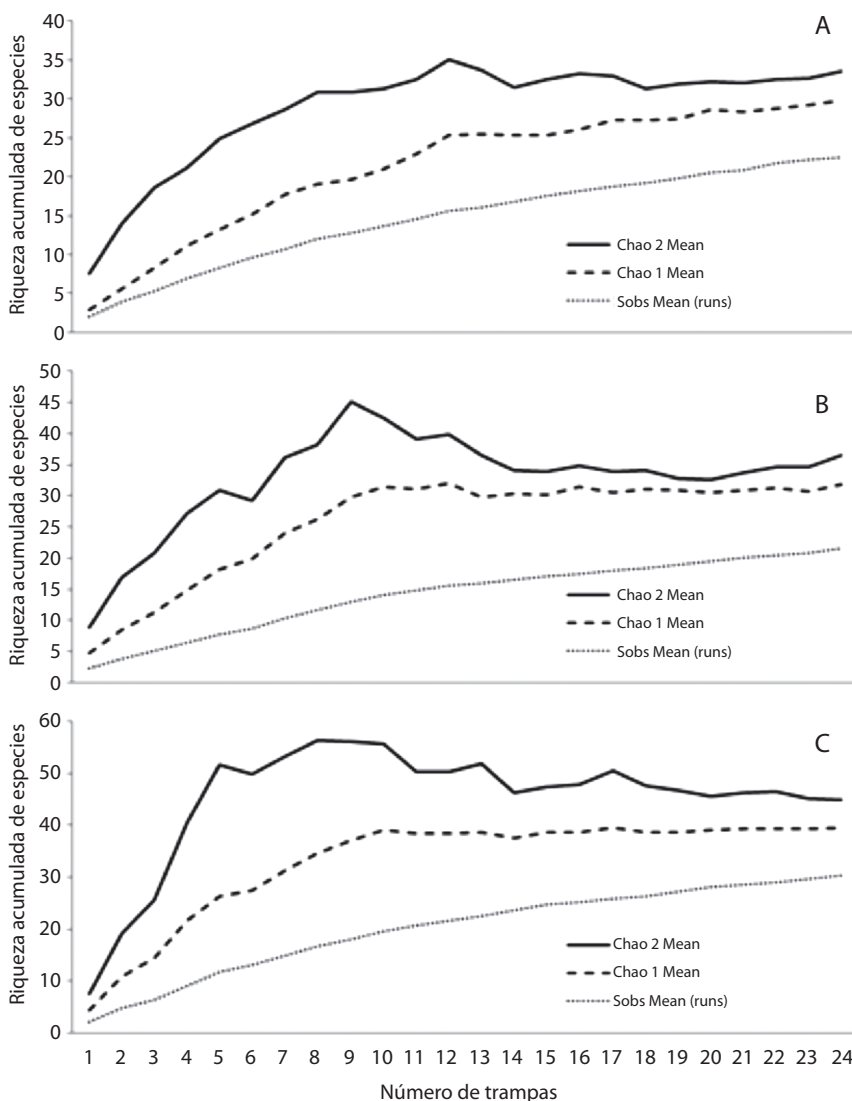 A
Riqueza acumulada de especies
40
35
30
25
20
15
10
5
0
Chao 2 Mean
Chao 1 Mean
Sobs Mean (runs)
B
Riqueza acumulada de especies
50
45
40
35
30
25
20
15
10
5
0
Chao 2 Mean
Chao 1 Mean
Sobs Mean (runs)
C
Riqueza acumulada de especies
60
50
40
30
20
10
0
Chao 2 Mean
Chao 1 Mean
Sobs Mean (runs)
1 2 3 4 5 6 7 8 9 10 11 12 13 14 15 16 17 18 19 20 21 22 23 24
Número de trampas